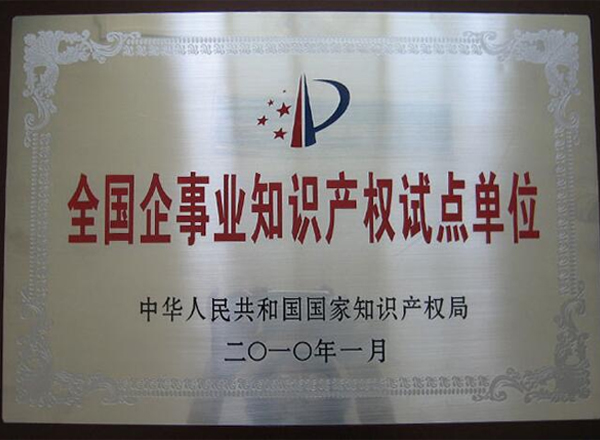 全国企事业知识产权试点单位
中华人民共和国国家知识产权局
二〇一〇年一月